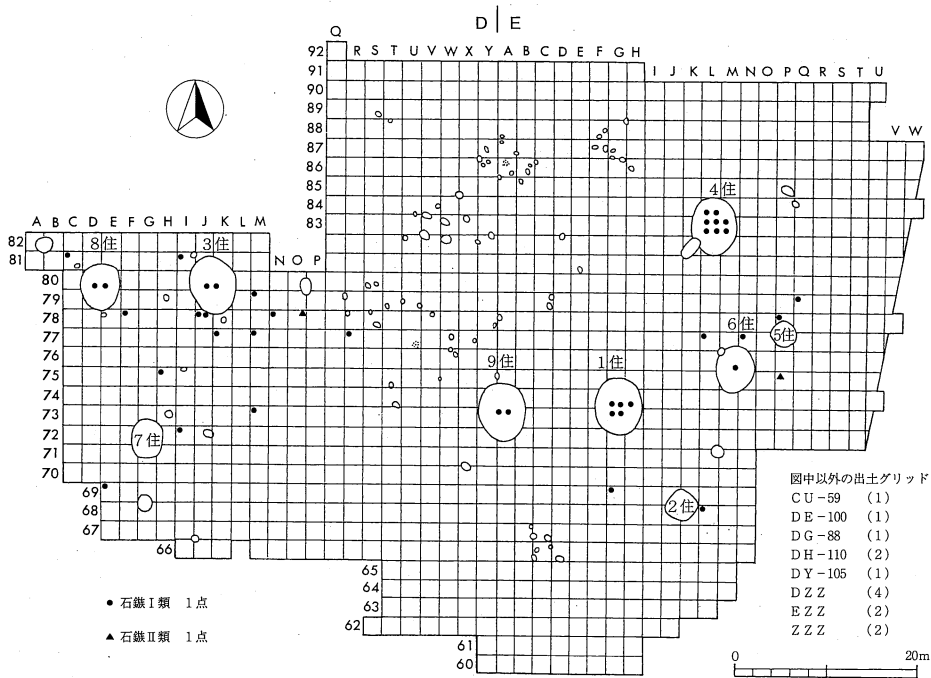 D｜E
Q
92 R S T U V W X Y A B C D E F G H
91 I J K L M N O P Q R S T U
90
89
88 V W
87
86
85
84 4住
83
A B C D E F G H I J K L M
82 8住 3住
81 N O P
80
79
78 6住 5住
77
76 9住 1住
75
74
73
72 7住
71
70
69
68 2住
67
66
65
64
63
62
61
60
● 石鏃Ⅰ類 1点
▲ 石鏃Ⅱ類 1点
図中以外の出土グリッド
CU-59 (1)
DE-100 (1)
DG-88 (1)
DH-110 (2)
DY-105 (1)
DZZ (4)
EZZ (2)
ZZZ (2)
0 20m